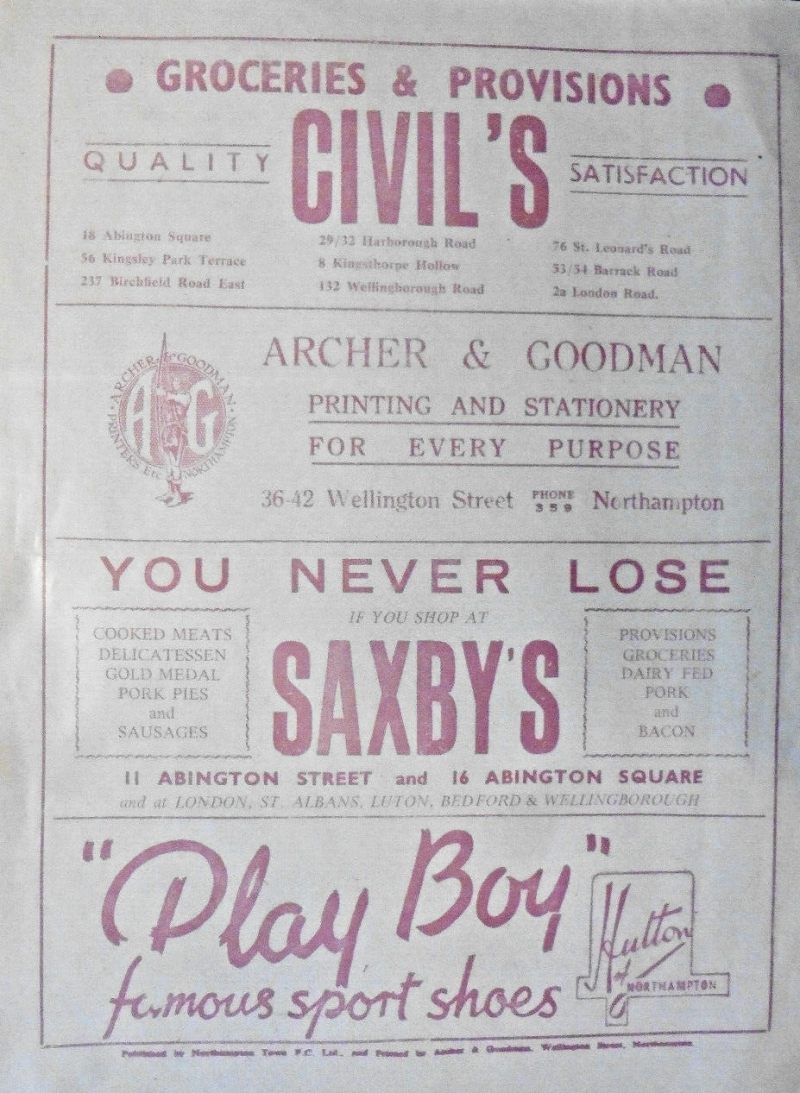 • GROCERIES & PROVISIONS •
QUALITY CIVIL'S SATISFACTION
18 Abington Square
56 Kingsley Park Terrace
237 Birchfield Road East
29/32 Harborough Road
8 Kingsthorpe Hollow
132 Wellingborough Road
76 St. Leonard's Road
53/54 Barrack Road
2a London Road.
ARCHER & GOODMAN
PRINTERS Etc NORTHAMPTON
A G
ARCHER & GOODMAN
PRINTING AND STATIONERY
FOR EVERY PURPOSE
36-42 Wellington Street PHONE 359 Northampton
YOU NEVER LOSE
IF YOU SHOP AT
SAXBY'S
COOKED MEATS
DELICATESSEN
GOLD MEDAL
PORK PIES
and
SAUSAGES
PROVISIONS
GROCERIES
DAIRY FED
PORK
and
BACON
11 ABINGTON STREET and 16 ABINGTON SQUARE
and at LONDON, ST. ALBANS, LUTON, BEDFORD & WELLINGBOROUGH
"Play Boy"
famous sport shoes
Hutton
of
NORTHAMPTON
Published by Northampton Town F.C. Ltd., and Printed by Archer & Goodman, Wellington Street, Northampton